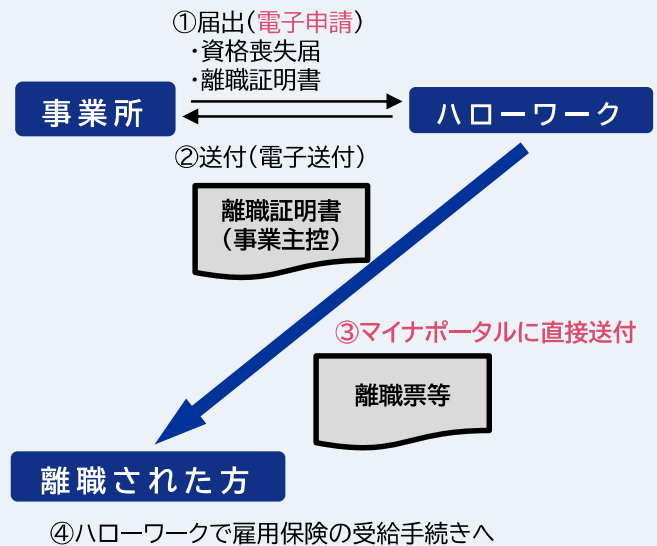 ①届出(電子申請)
・資格喪失届
・離職証明書
事業所
ハローワーク
②送付(電子送付)
離職証明書
(事業主控)
③マイナポータルに直接送付
離職票等
離職された方
④ハローワークで雇用保険の受給手続きへ